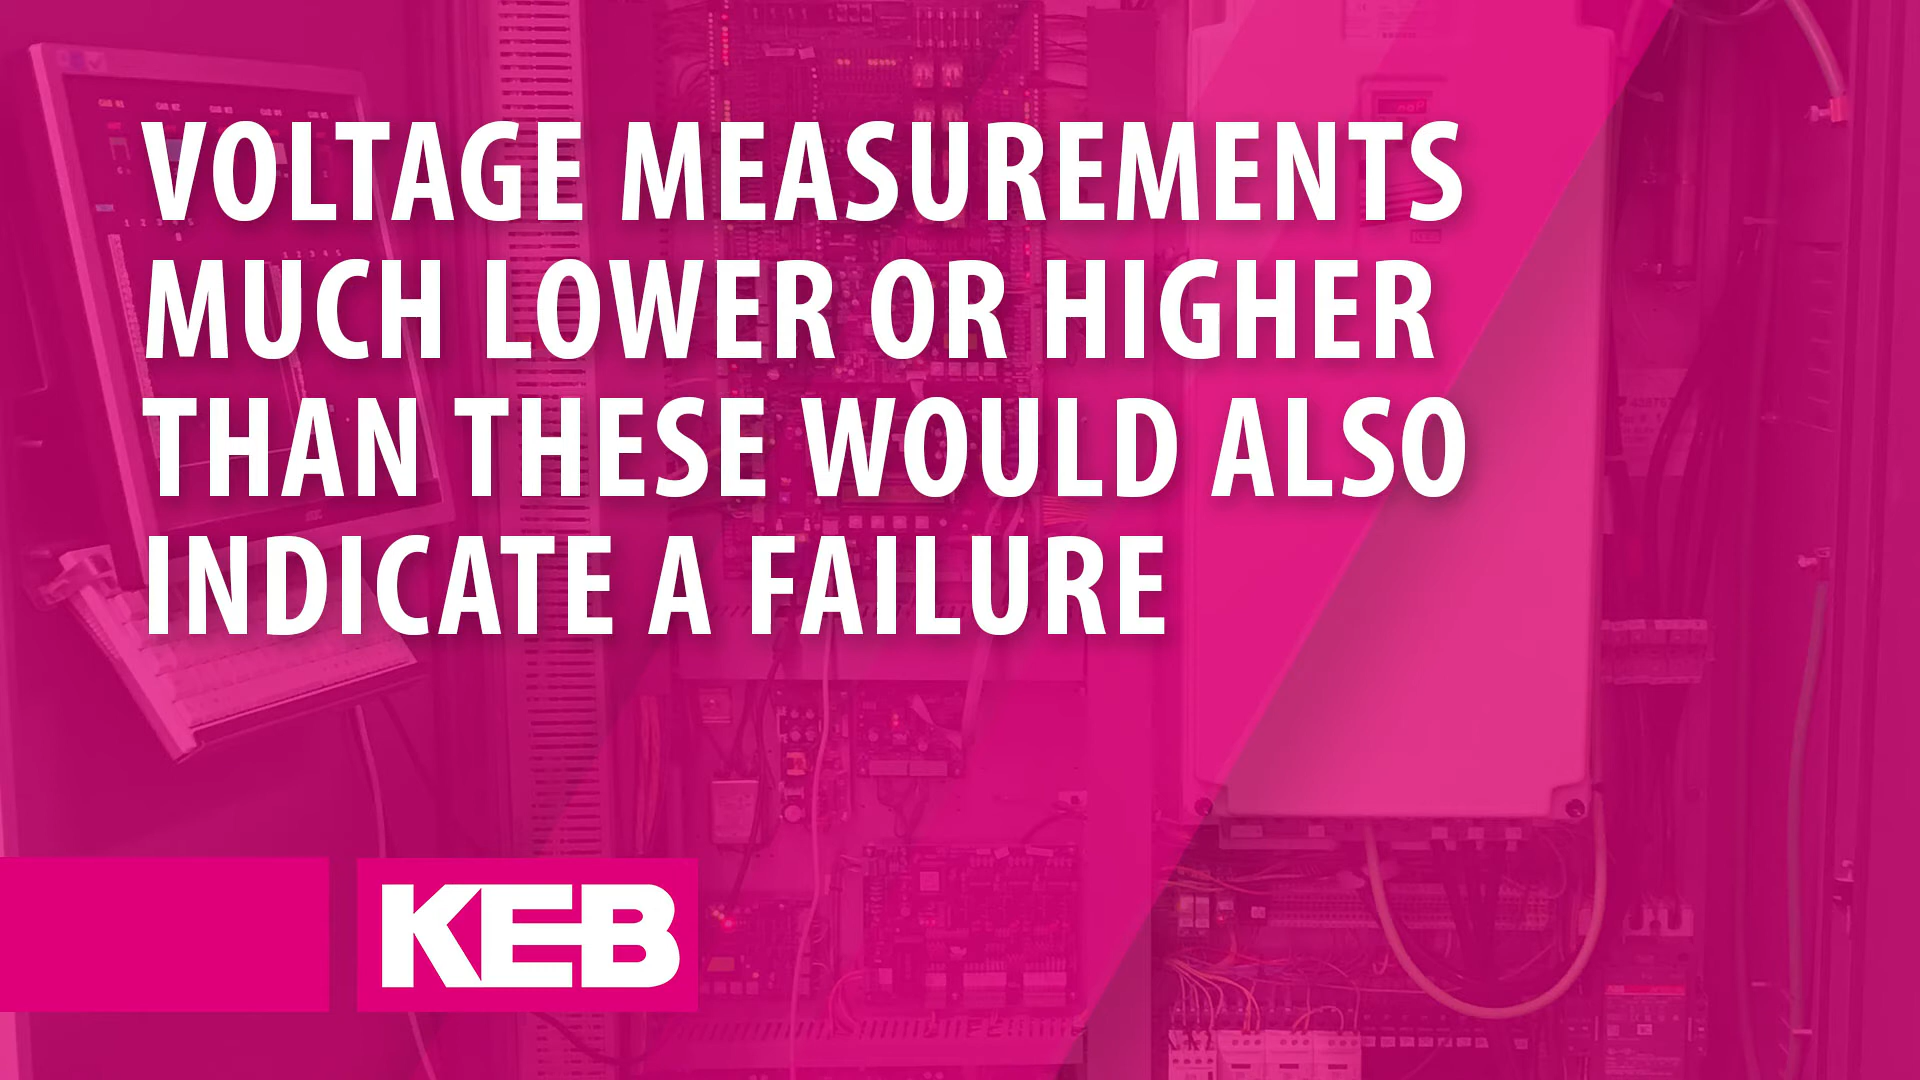 VOLTAGE MEASUREMENTS
MUCH LOWER OR HIGHER
THAN THESE WOULD ALSO
INDICATE A FAILURE
KEB